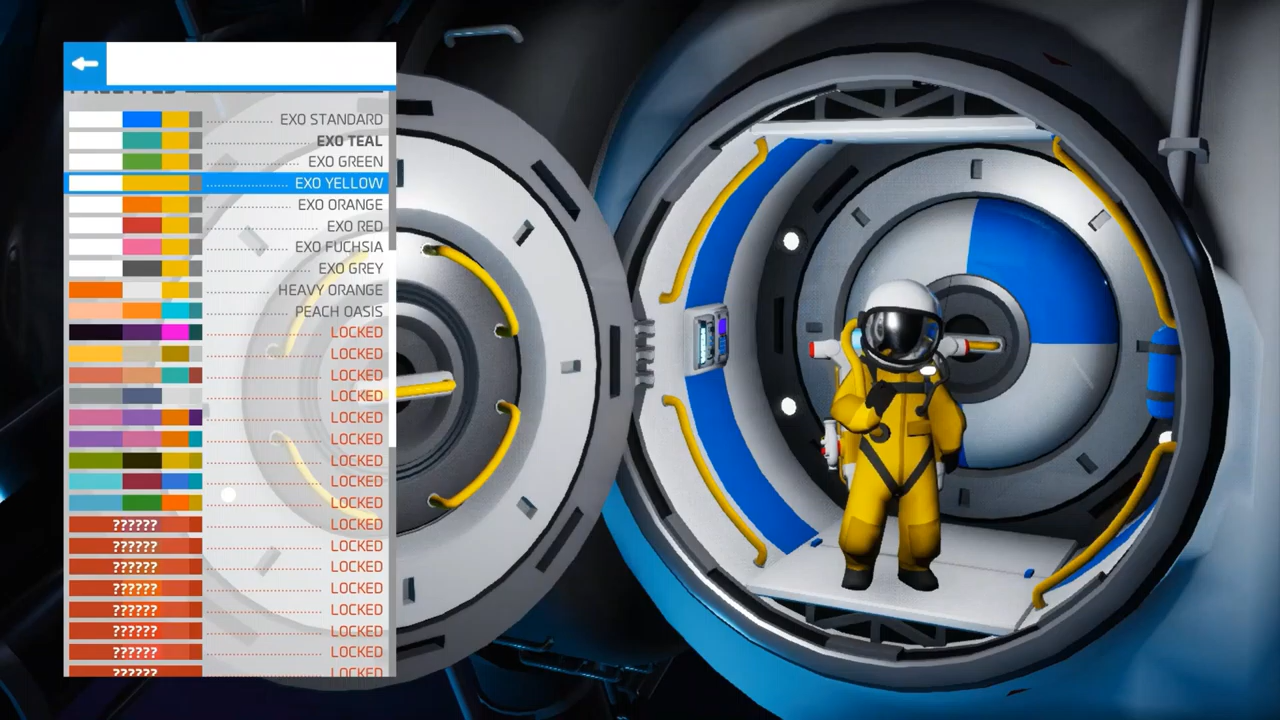 EXO STANDARD
EXO TEAL
EXO GREEN
EXO YELLOW
EXO ORANGE
EXO RED
EXO FUCHSIA
EXO GREY
HEAVY ORANGE
PEACH OASIS
LOCKED
LOCKED
LOCKED
LOCKED
LOCKED
LOCKED
LOCKED
LOCKED
LOCKED
?????? LOCKED
?????? LOCKED
?????? LOCKED
?????? LOCKED
?????? LOCKED
?????? LOCKED
?????? LOCKED
?????? LOCKED